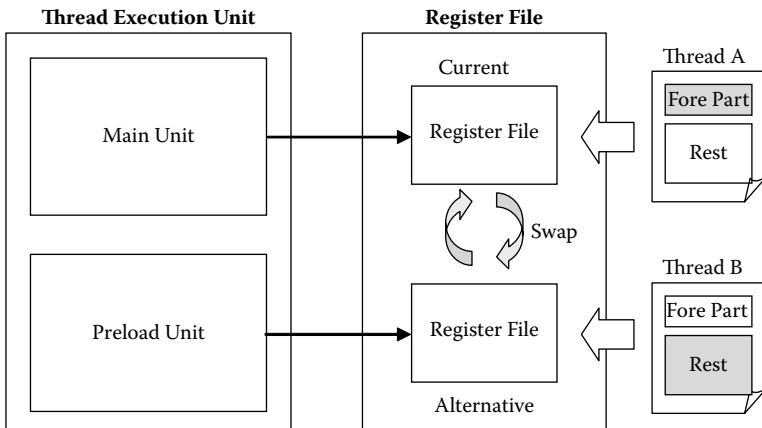 Thread Execution Unit
Register File
Main Unit
Current
Register File
Swap
Preload Unit
Register File
Alternative
Thread A
Fore Part
Rest
Thread B
Fore Part
Rest